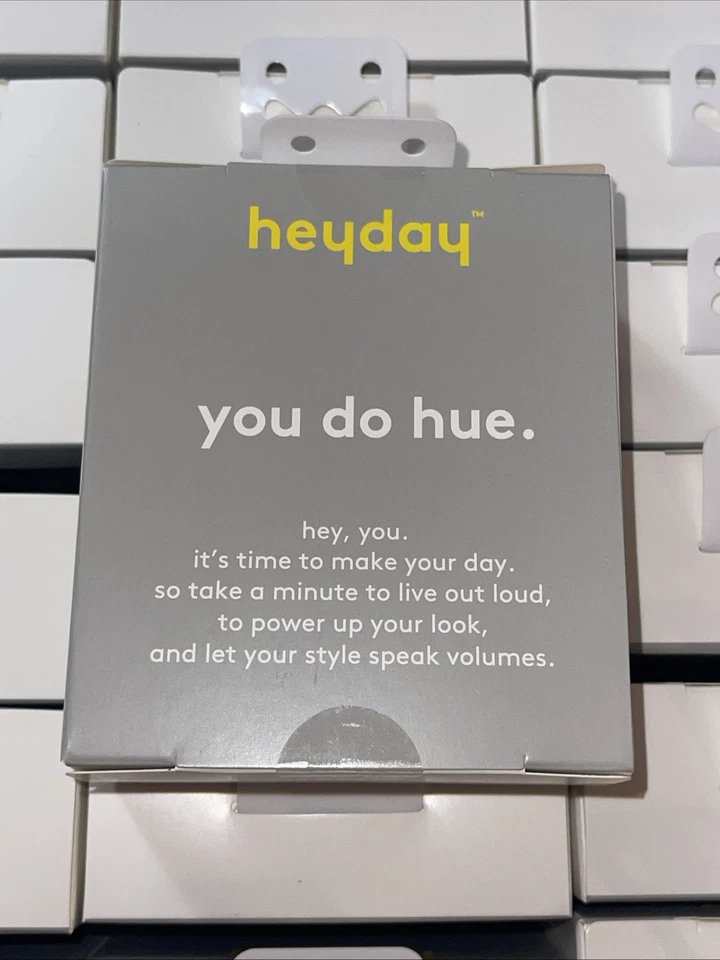 heyday™
you do hue.
hey, you.
it's time to make your day.
so take a minute to live out loud,
to power up your look,
and let your style speak volumes.